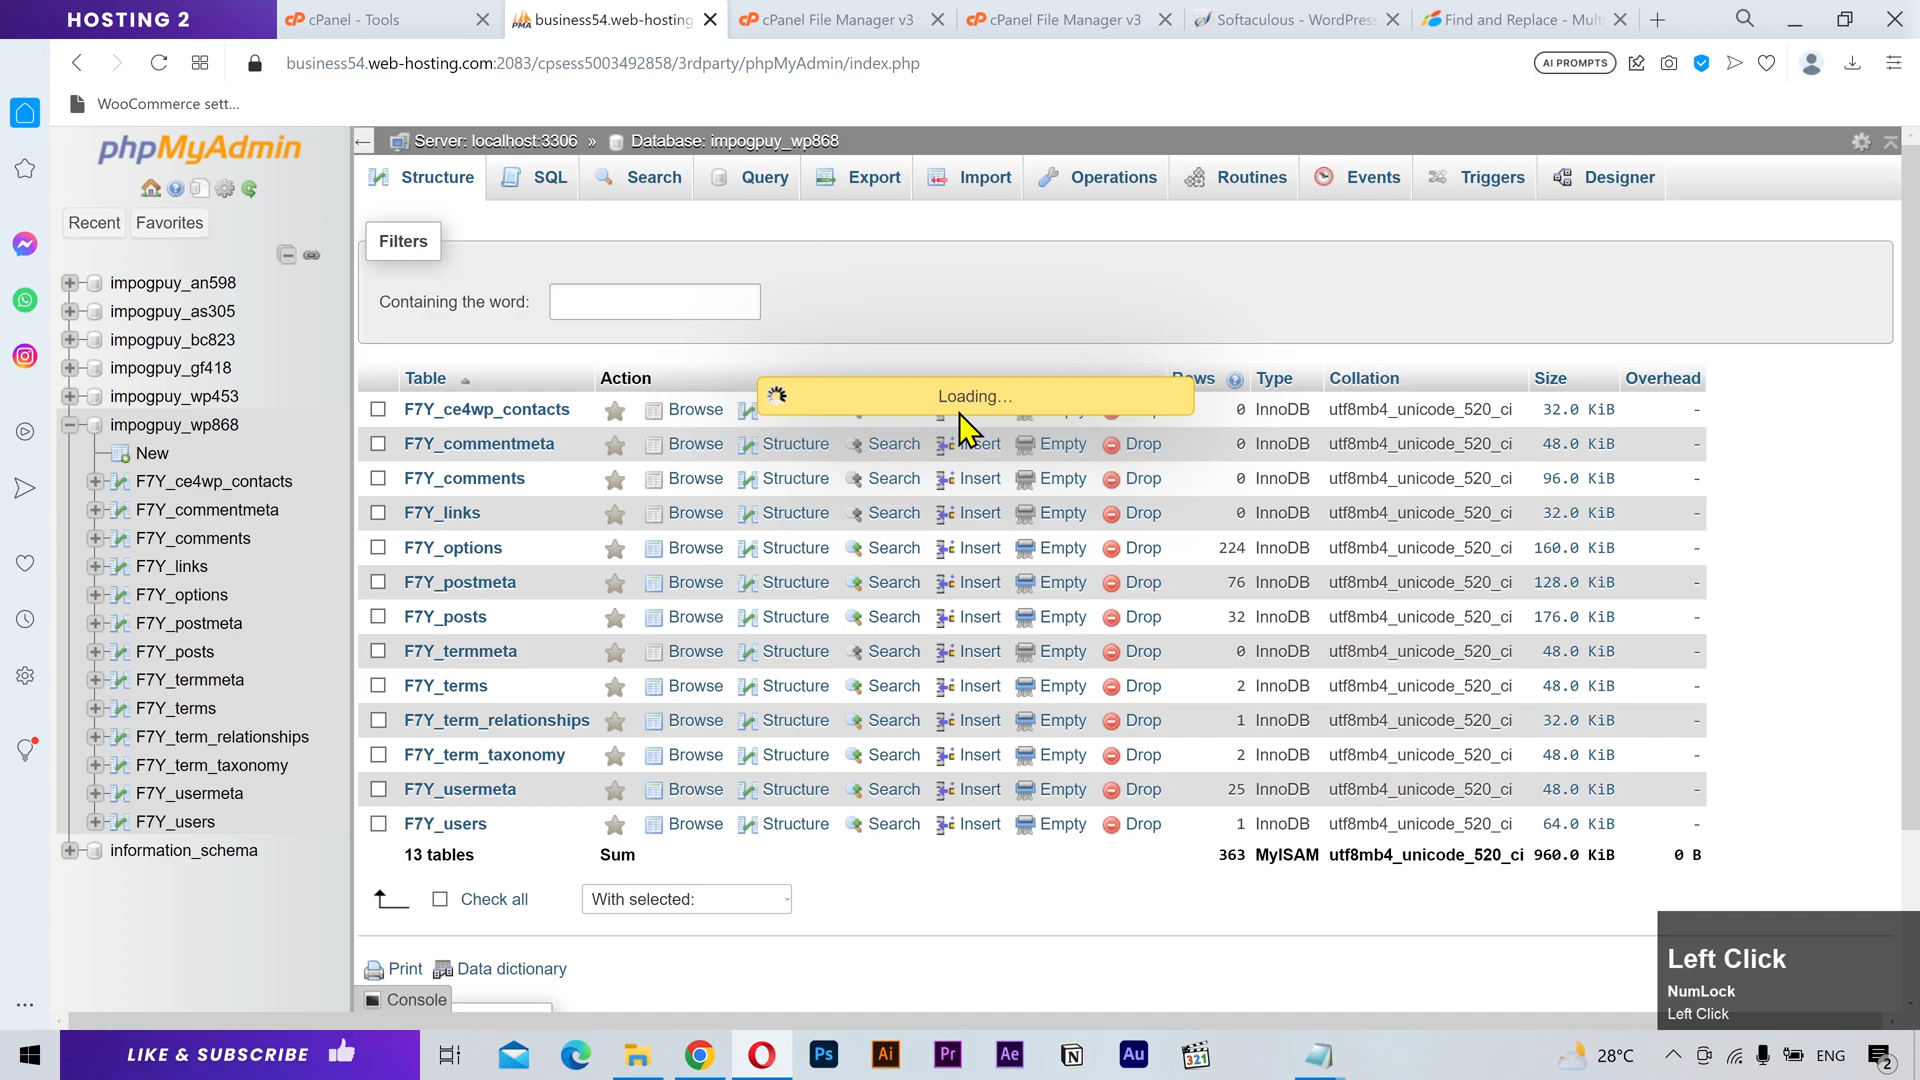 HOSTING 2
cPanel - Tools
business54.web-hosting
cPanel File Manager v3
cPanel File Manager v3
Softaculous - WordPress
Find and Replace - Mult
business54.web-hosting.com:2083/cpsess5003492858/3rdparty/phpMyAdmin/index.php
AI PROMPTS
WooCommerce sett...
phpMyAdmin
Recent
Favorites
impogpuy_an598
impogpuy_as305
impogpuy_bc823
impogpuy_gf418
impogpuy_wp453
impogpuy_wp868
New
F7Y_ce4wp_contacts
F7Y_commentmeta
F7Y_comments
F7Y_links
F7Y_options
F7Y_postmeta
F7Y_posts
F7Y_termmeta
F7Y_terms
F7Y_term_relationships
F7Y_term_taxonomy
F7Y_usermeta
F7Y_users
information_schema
Server: localhost:3306 » Database: impogpuy_wp868
Structure SQL Search Query Export Import Operations Routines Events Triggers Designer
Filters
Containing the word:
Table Action Rows Type Collation Size Overhead
Loading…
F7Y_ce4wp_contacts Browse 0 InnoDB utf8mb4_unicode_520_ci 32.0 KiB -
F7Y_commentmeta Browse Structure Search Insert Empty Drop 0 InnoDB utf8mb4_unicode_520_ci 48.0 KiB -
F7Y_comments Browse Structure Search Insert Empty Drop 0 InnoDB utf8mb4_unicode_520_ci 96.0 KiB -
F7Y_links Browse Structure Search Insert Empty Drop 0 InnoDB utf8mb4_unicode_520_ci 32.0 KiB -
F7Y_options Browse Structure Search Insert Empty Drop 224 InnoDB utf8mb4_unicode_520_ci 160.0 KiB -
F7Y_postmeta Browse Structure Search Insert Empty Drop 76 InnoDB utf8mb4_unicode_520_ci 128.0 KiB -
F7Y_posts Browse Structure Search Insert Empty Drop 32 InnoDB utf8mb4_unicode_520_ci 176.0 KiB -
F7Y_termmeta Browse Structure Search Insert Empty Drop 0 InnoDB utf8mb4_unicode_520_ci 48.0 KiB -
F7Y_terms Browse Structure Search Insert Empty Drop 2 InnoDB utf8mb4_unicode_520_ci 48.0 KiB -
F7Y_term_relationships Browse Structure Search Insert Empty Drop 1 InnoDB utf8mb4_unicode_520_ci 32.0 KiB -
F7Y_term_taxonomy Browse Structure Search Insert Empty Drop 2 InnoDB utf8mb4_unicode_520_ci 48.0 KiB -
F7Y_usermeta Browse Structure Search Insert Empty Drop 25 InnoDB utf8mb4_unicode_520_ci 48.0 KiB -
F7Y_users Browse Structure Search Insert Empty Drop 1 InnoDB utf8mb4_unicode_520_ci 64.0 KiB -
13 tables Sum 363 MyISAM utf8mb4_unicode_520_ci 960.0 KiB 0 B
Check all With selected:
Print Data dictionary
Console
Left Click
NumLock
Left Click
LIKE & SUBSCRIBE
Ps
Ai
Pr
Ae
Au
321
28°C
ENG
2